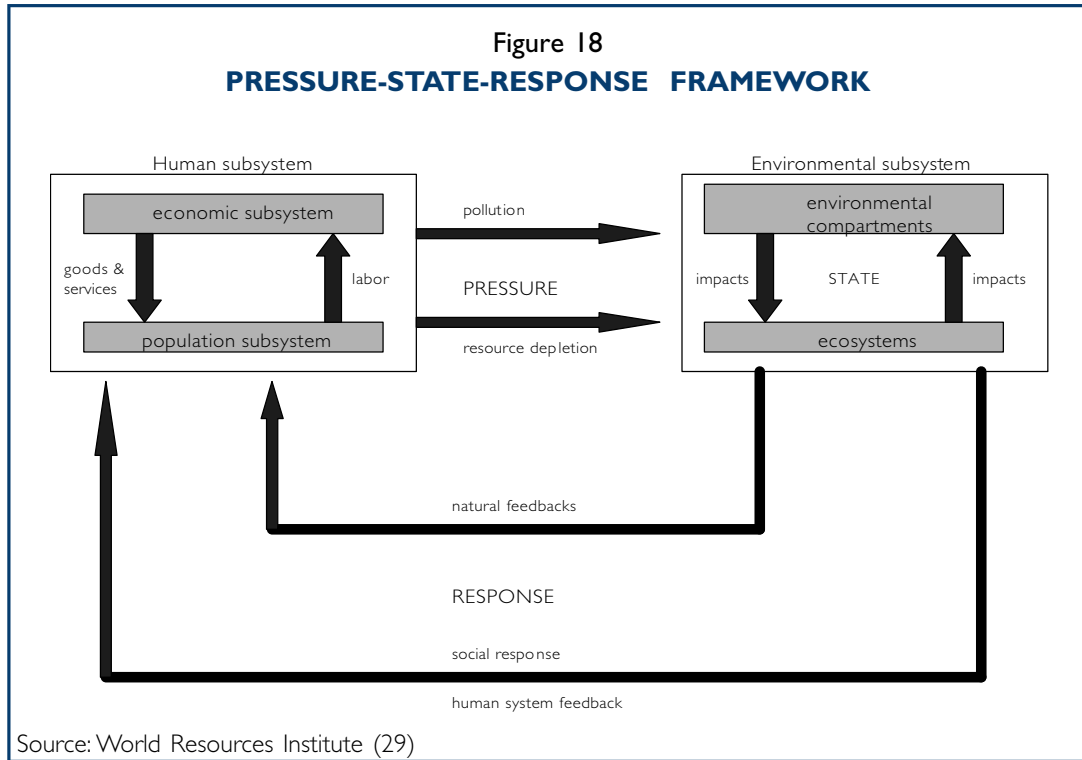 Figure 18
PRESSURE-STATE-RESPONSE FRAMEWORK
Human subsystem
Environmental subsystem
economic subsystem
goods &
services
labor
population subsystem
pollution
PRESSURE
resource depletion
environmental
compartments
impacts
STATE
impacts
ecosystems
natural feedbacks
RESPONSE
social response
human system feedback
Source: World Resources Institute (29)